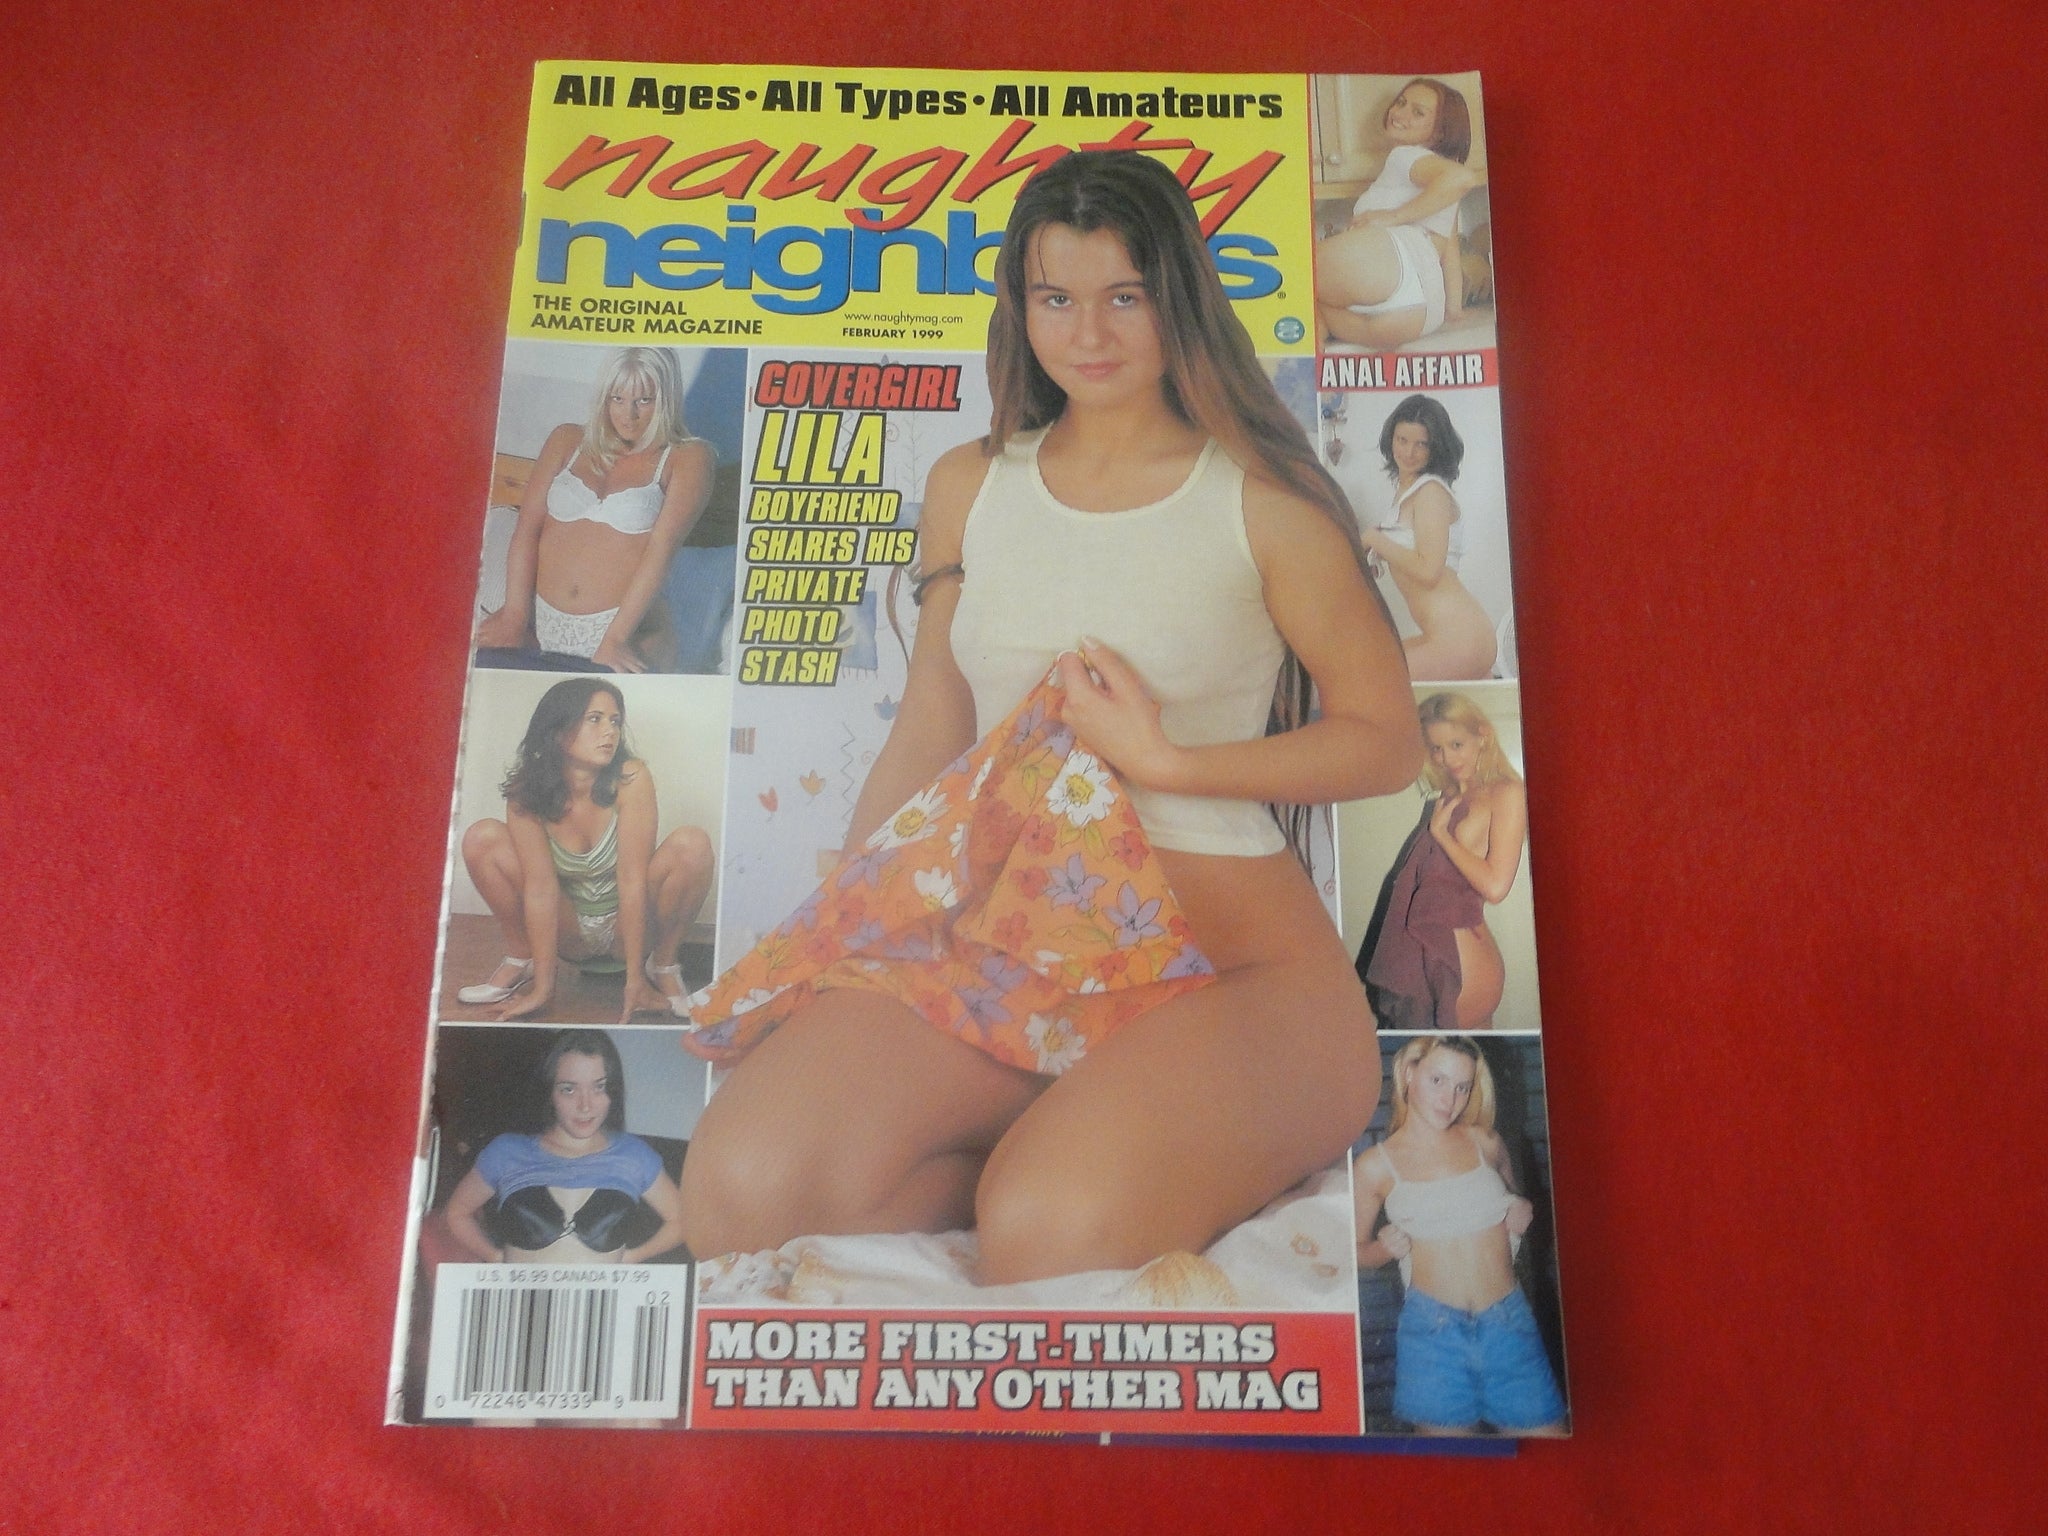 All Ages • All Types • All Amateurs
naughty
neighb s®
THE ORIGINAL
AMATEUR MAGAZINE
www.naughtymag.com
FEBRUARY 1999
ANAL AFFAIR
COVERGIRL
LILA
BOYFRIEND
SHARES HIS
PRIVATE
PHOTO
STASH
U.S. $6.99 CANADA $7.99
02
0 72246 47339 9
MORE FIRST-TIMERS
THAN ANY OTHER MAG